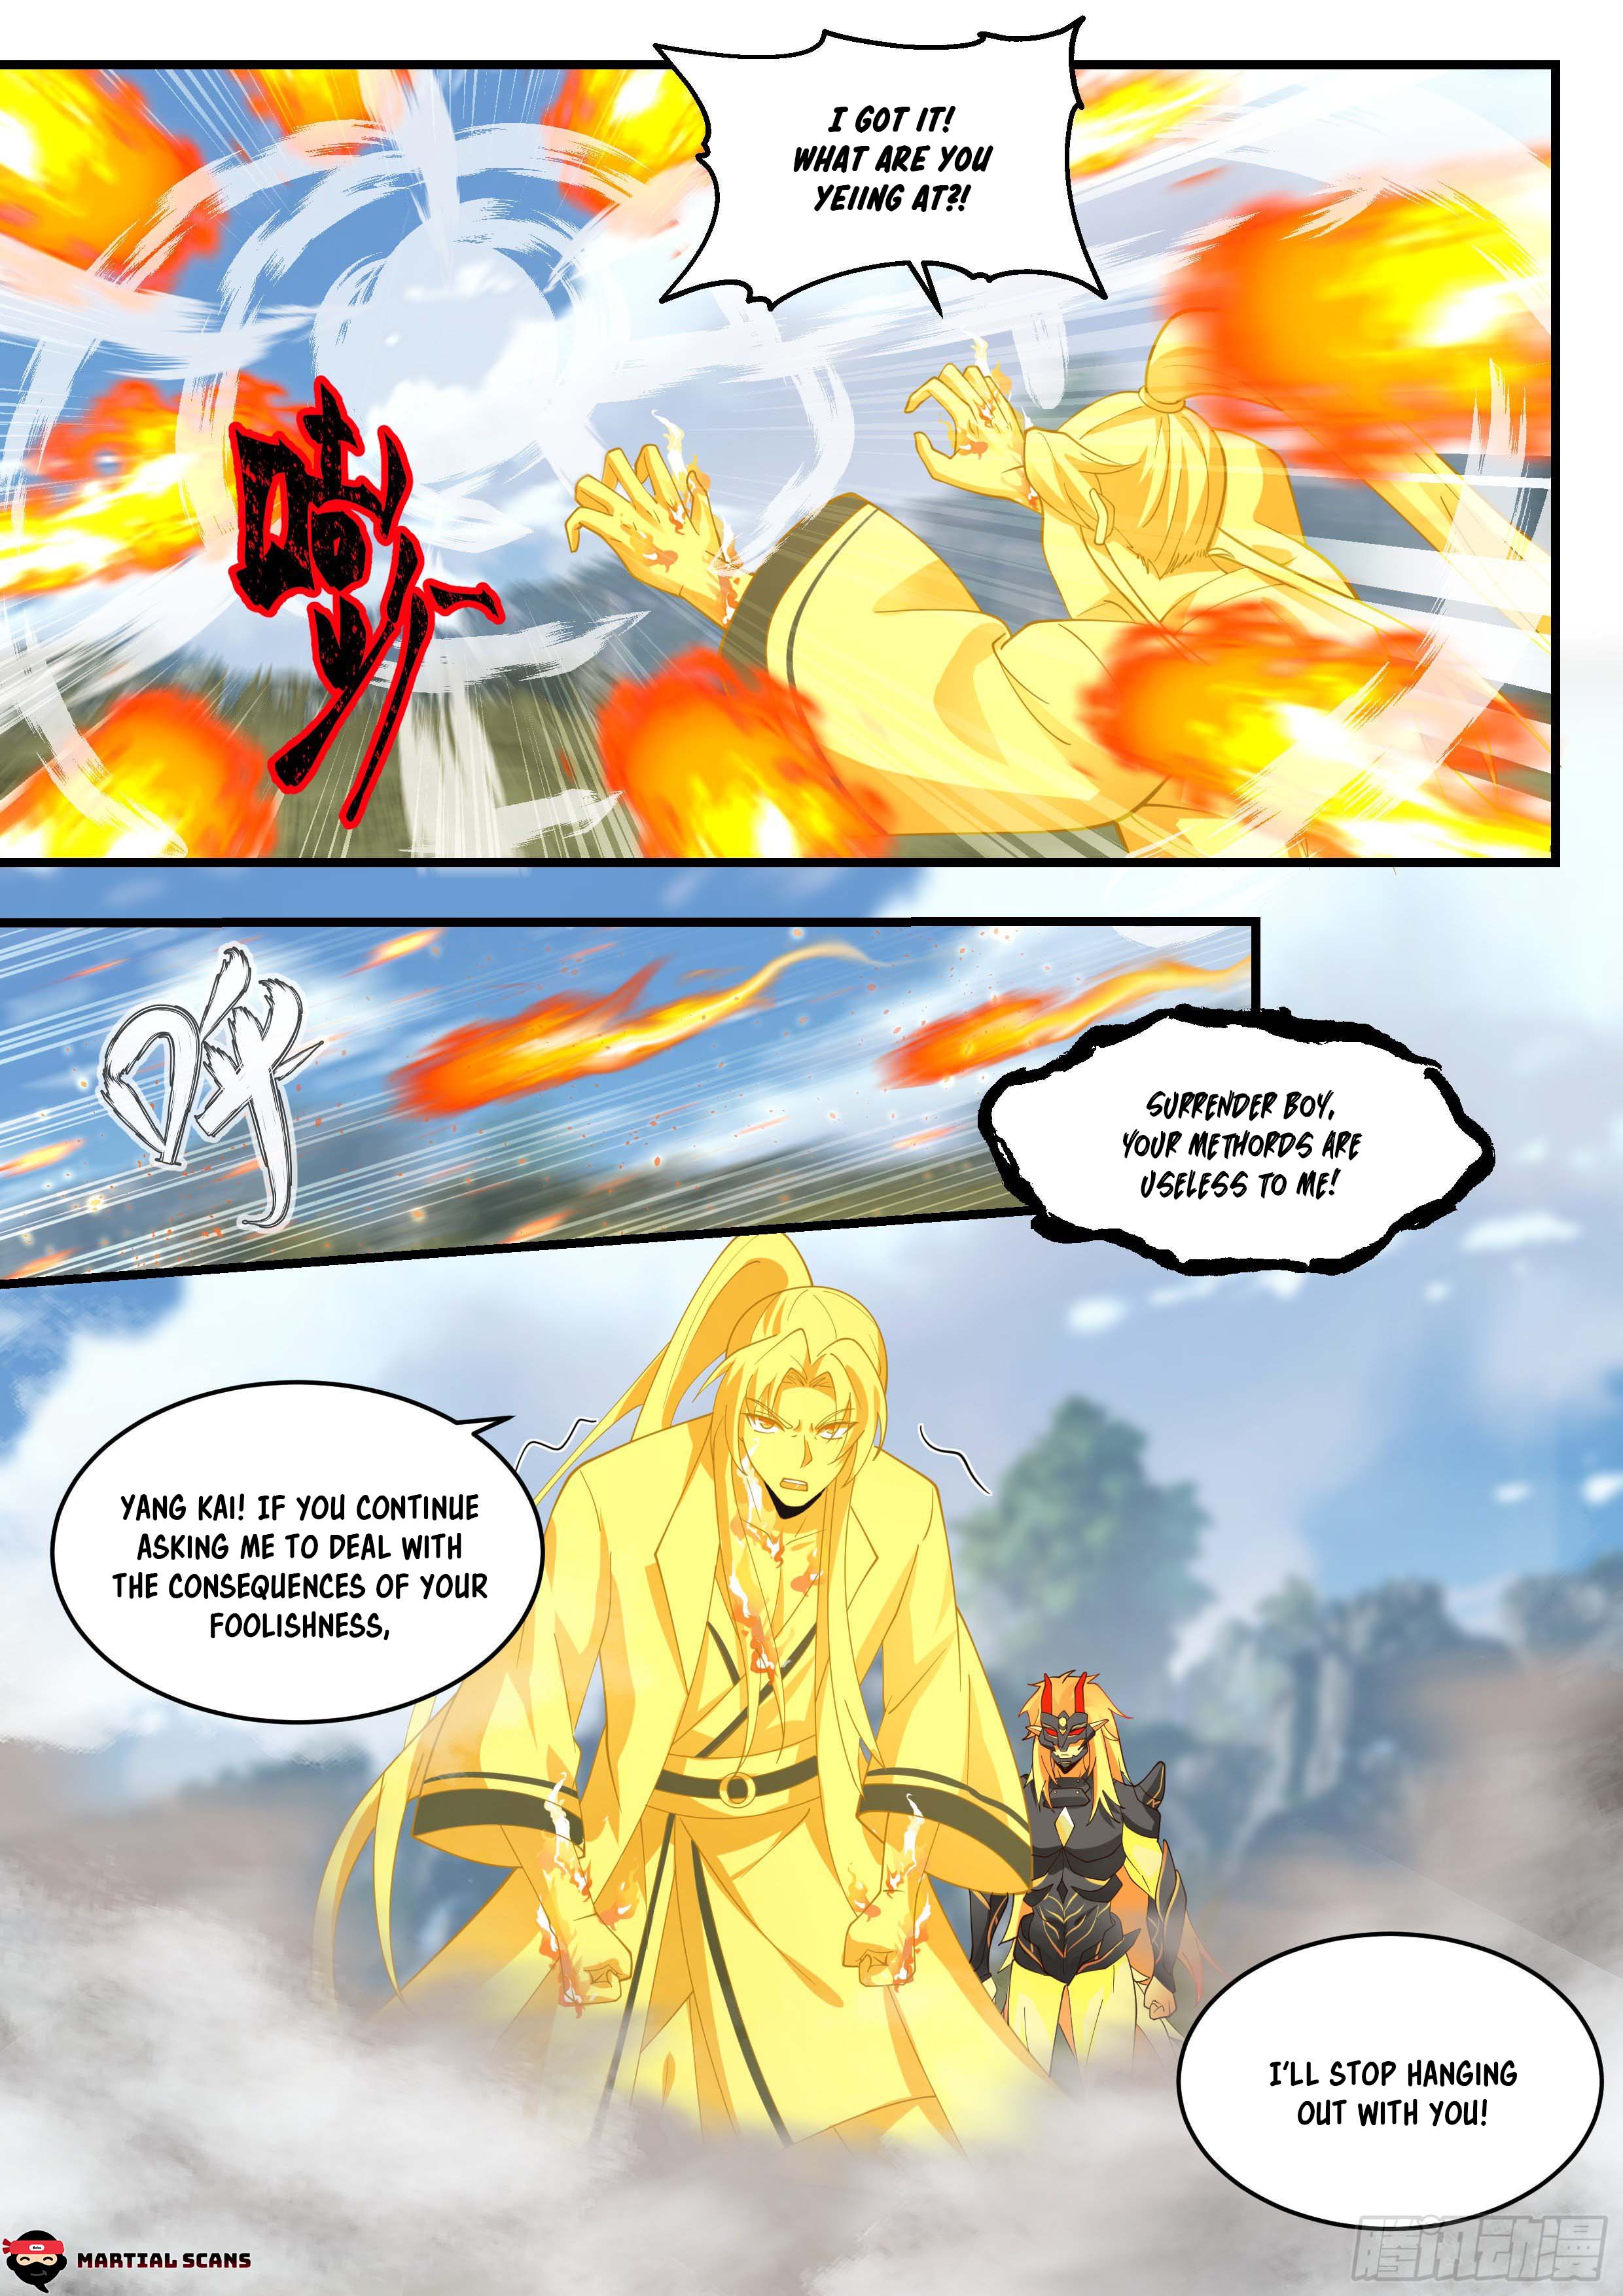 I GOT IT!
WHAT ARE YOU
YEIING AT?!
嘭
咩
SURRENDER BOY,
YOUR METHORDS ARE
USELESS TO ME!
YANG KAI! IF YOU CONTINUE
ASKING ME TO DEAL WITH
THE CONSEQUENCES OF YOUR
FOOLISHNESS,
I'LL STOP HANGING
OUT WITH YOU!
MARTIAL SCANS
腾讯动漫